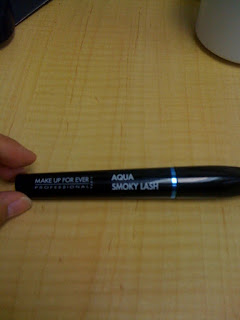 MAKE UP FOR EVER
PROFESSIONAL
AQUA
SMOKY LASH